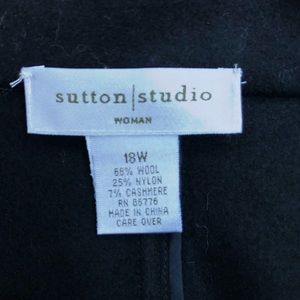 sutton|studio
WOMAN
18W
68% WOOL
25% NYLON
7% CASHMERE
RN 86776
MADE IN CHINA
CARE OVER